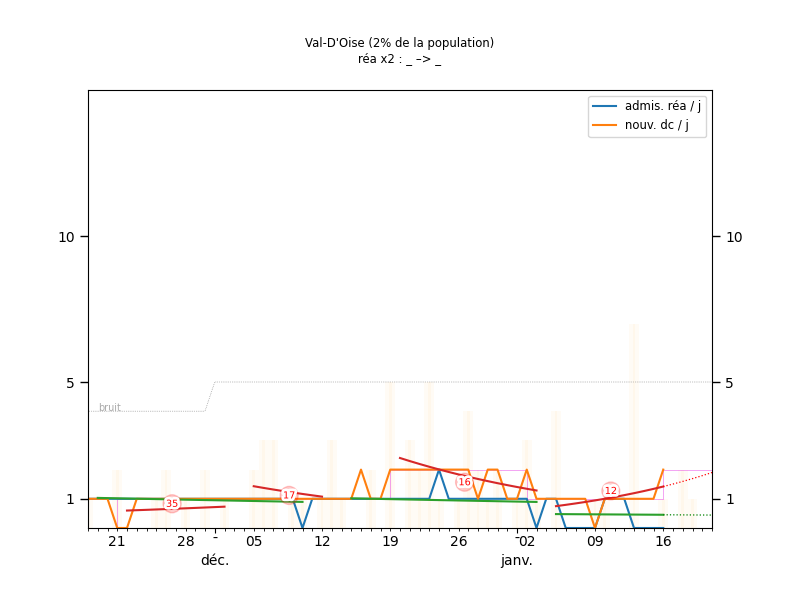 Val-D'Oise (2% de la population)
réa x2 : _ –> _
admis. réa / j
nouv. dc / j
10
10
5
5
bruit
1
1
35
17
16
12
21
28
-
05
12
19
26
-02
09
16
déc.
janv.